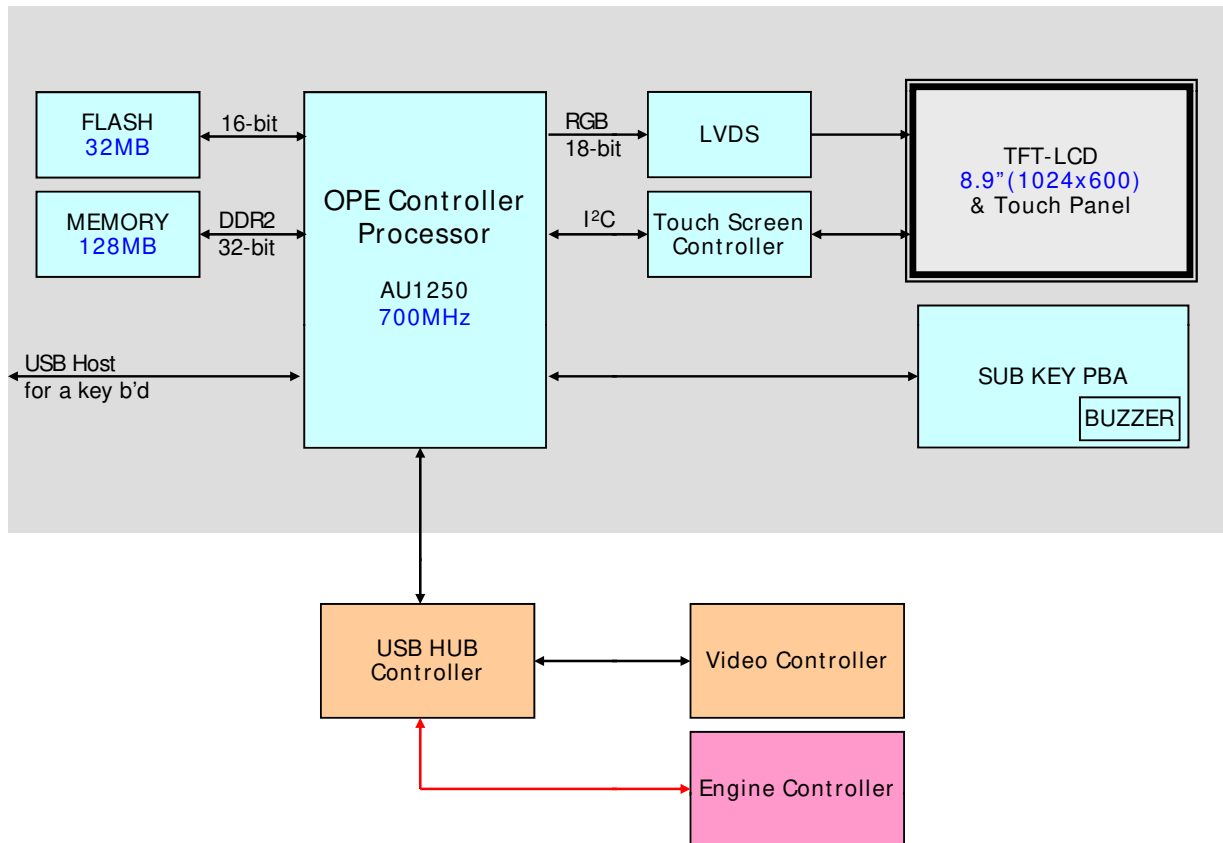 FLASH
32MB
16-bit
MEMORY
128MB
DDR2
32-bit
OPE Controller
Processor
AU1250
700MHz
RGB
18-bit
LVDS
I²C
Touch Screen
Controller
TFT-LCD
8.9”(1024x600)
& Touch Panel
USB Host
for a key b’d
SUB KEY PBA
BUZZER
USB HUB
Controller
Video Controller
Engine Controller